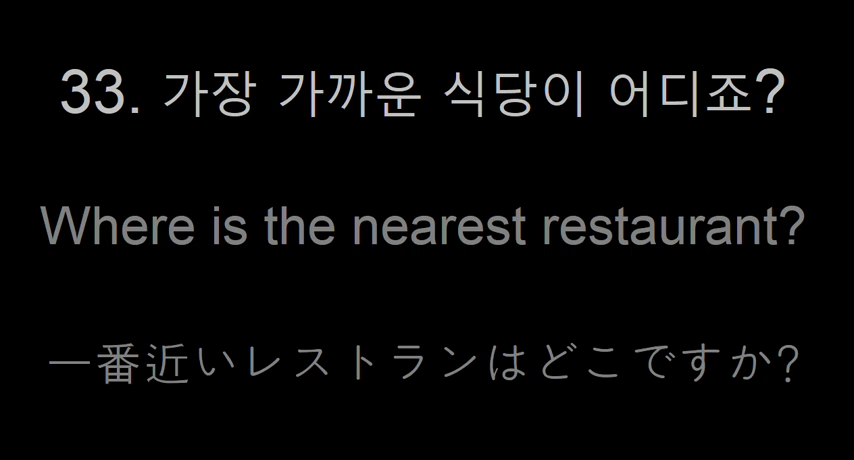 33. 가장 가까운 식당이 어디죠?
Where is the nearest restaurant?
一番近いレストランはどこですか?